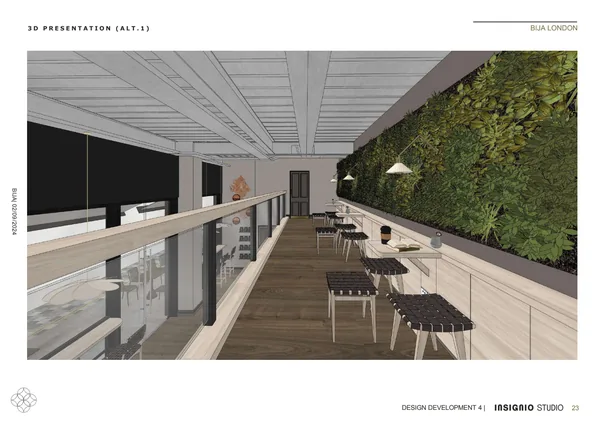 3D PRESENTATION (ALT.1)
BIJA LONDON
BIJA| 02/09/2024
DESIGN DEVELOPMENT 4 | INSIGNIO STUDIO 23